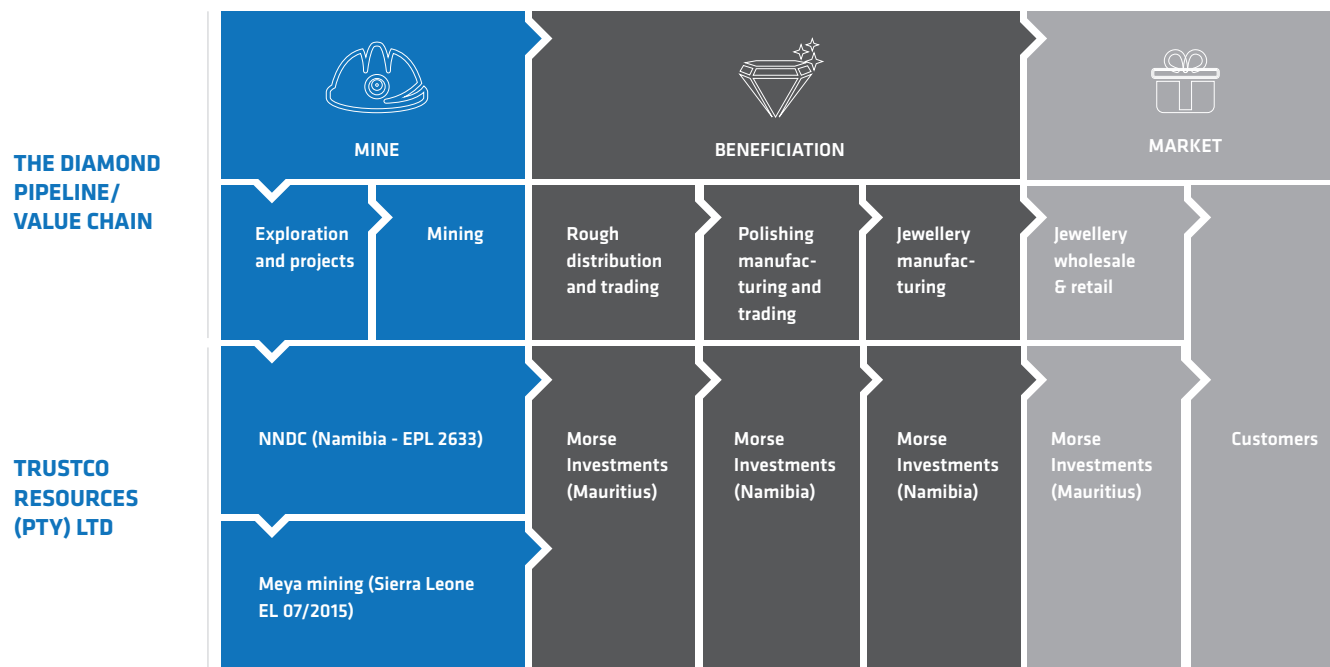 THE DIAMOND
PIPELINE/
VALUE CHAIN
MINE
BENEFICIATION
MARKET
Exploration
and projects
Mining
Rough
distribution
and trading
Polishing
manufac-
turing and
trading
Jewellery
manufac-
turing
Jewellery
wholesale
& retail
TRUSTCO
RESOURCES
(PTY) LTD
NNDC (Namibia - EPL 2633)
Meya mining (Sierra Leone
EL 07/2015)
Morse
Investments
(Mauritius)
Morse
Investments
(Namibia)
Morse
Investments
(Namibia)
Morse
Investments
(Mauritius)
Customers